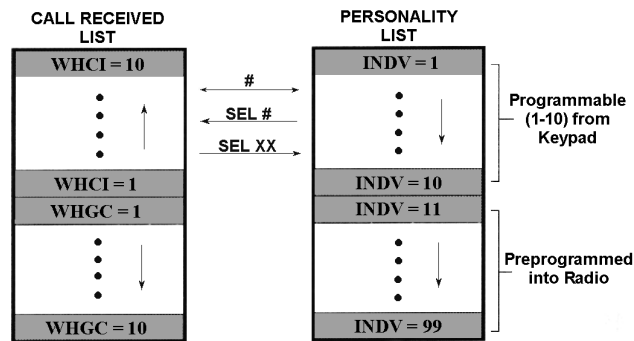 CALL RECEIVED
LIST
WHCI = 10
WHCI = 1
WHGC = 1
WHGC = 10
#
SEL #
SEL XX
PERSONALITY
LIST
INDV = 1
INDV = 10
INDV = 11
INDV = 99
Programmable
(1-10) from
Keypad
Preprogrammed
into Radio